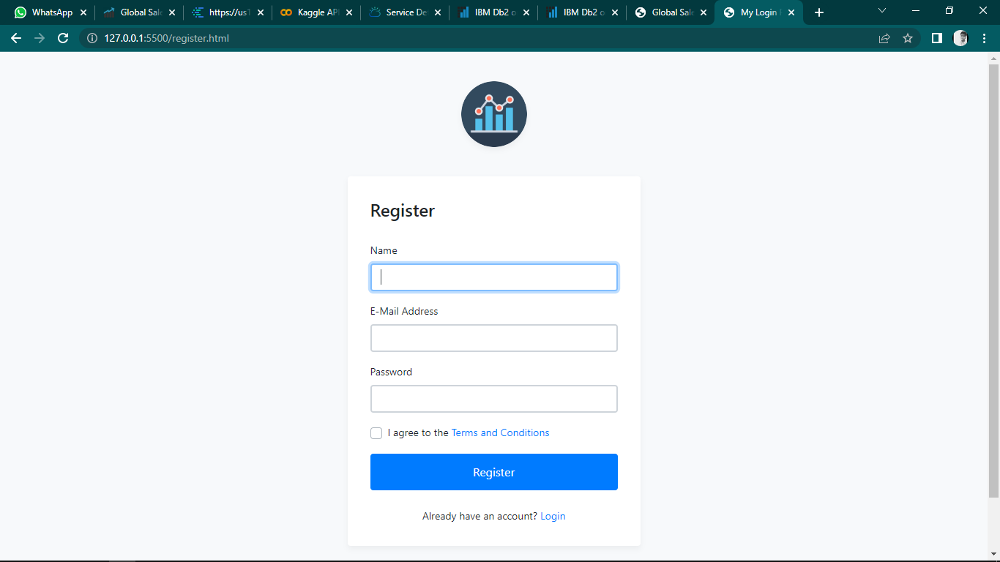 WhatsApp
Global Sale
https://us1
Kaggle API
Service De
IBM Db2 o
IBM Db2 o
Global Sale
My Login
127.0.0.1:5500/register.html
Register
Name
E-Mail Address
Password
I agree to the Terms and Conditions
Register
Already have an account? Login